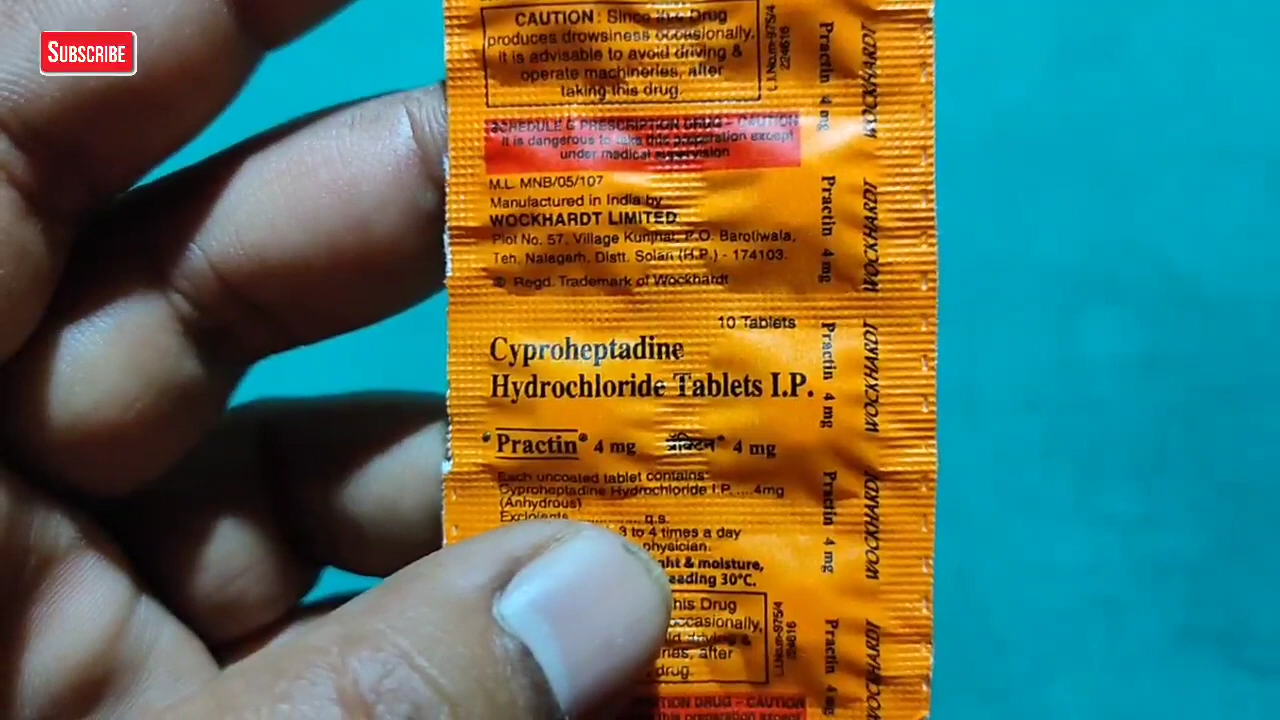 SUBSCRIBE
CAUTION : Since this Drug
produces drowsiness occasionally,
it is advisable to avoid driving &
operate machineries, after
taking this drug.
SCHEDULE G PRESCRIPTION DRUG - CAUTION
It is dangerous to take this preparation except
under medical supervision
M.L. MNB/05/107
Manufactured in India by
WOCKHARDT LIMITED
Plot No. 57, Village Kunjhal, P.O. Barotiwala,
Teh. Nalagarh, Distt. Solan (H.P.) - 174103.
® Regd. Trademark of Wockhardt
10 Tablets
Cyproheptadine
Hydrochloride Tablets I.P.
Practin® 4 mg प्रॅक्टिन® 4 mg
Each uncoated tablet contains
Cyproheptadine Hydrochloride I.P. ....4mg
(Anhydrous)
Excipients ............ q.s.
3 to 4 times a day
physician.
& moisture,
30°C.
Drug
occasionally,
driving &
after
drug.
DRUG - CAUTION
this preparation except
224616
224616
Practin 4 mg WOCKHARDT
Practin 4 mg WOCKHARDT
Practin 4 mg WOCKHARDT
Practin 4 mg WOCKHARDT
Practin 4 mg WOCKHARDT